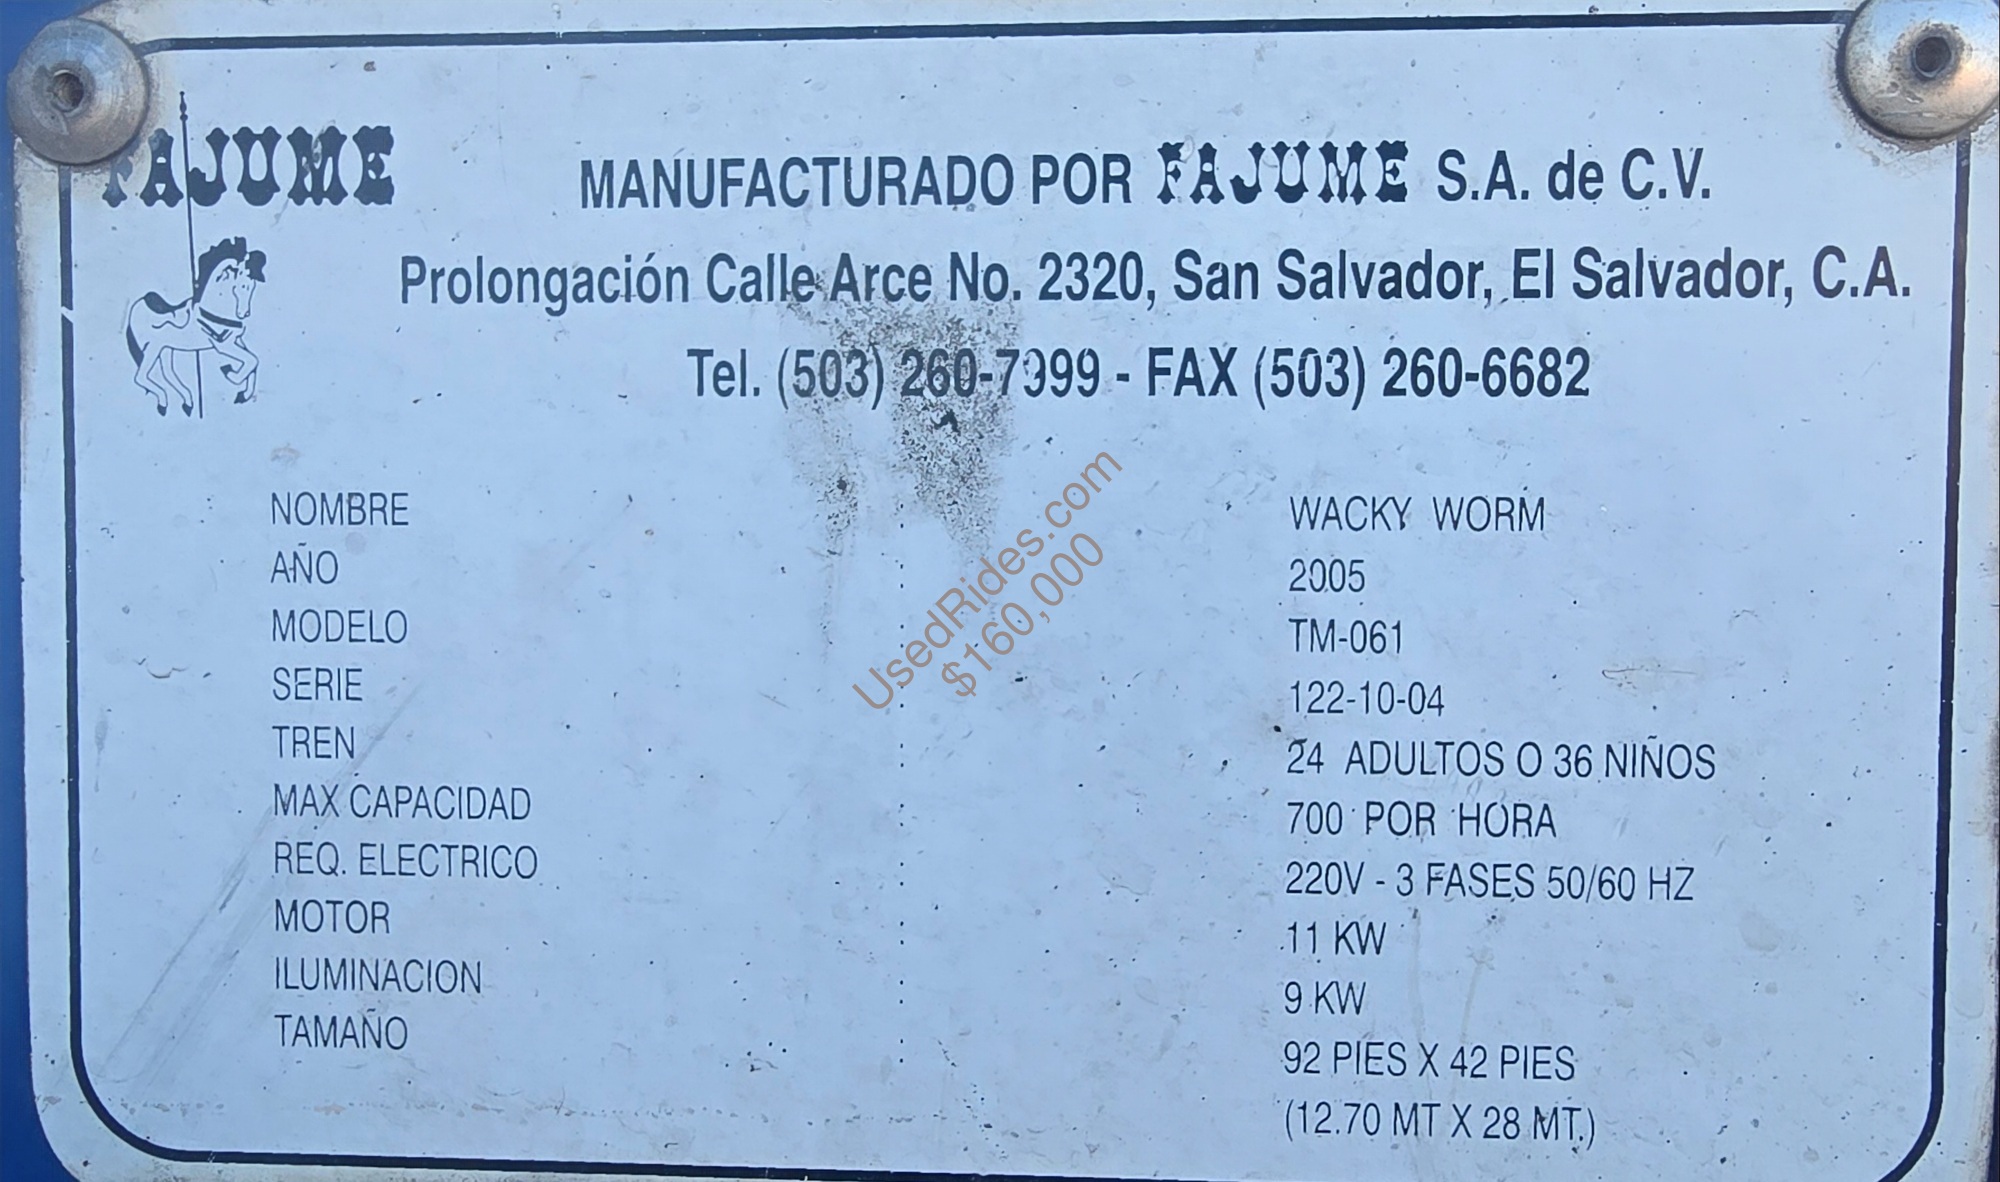 FAJUME
MANUFACTURADO POR FAJUME S.A. de C.V.
Prolongación Calle Arce No. 2320, San Salvador, El Salvador, C.A.
Tel. (503) 260-7999 - FAX (503) 260-6682
NOMBRE : WACKY WORM
AÑO : 2005
MODELO : TM-061
SERIE : 122-10-04
TREN : 24 ADULTOS O 36 NIÑOS
MAX CAPACIDAD : 700 POR HORA
REQ. ELECTRICO : 220V - 3 FASES 50/60 HZ
MOTOR : 11 KW
ILUMINACION : 9 KW
TAMAÑO : 92 PIES X 42 PIES
(12.70 MT X 28 MT.)
UsedRides.com
$160,000